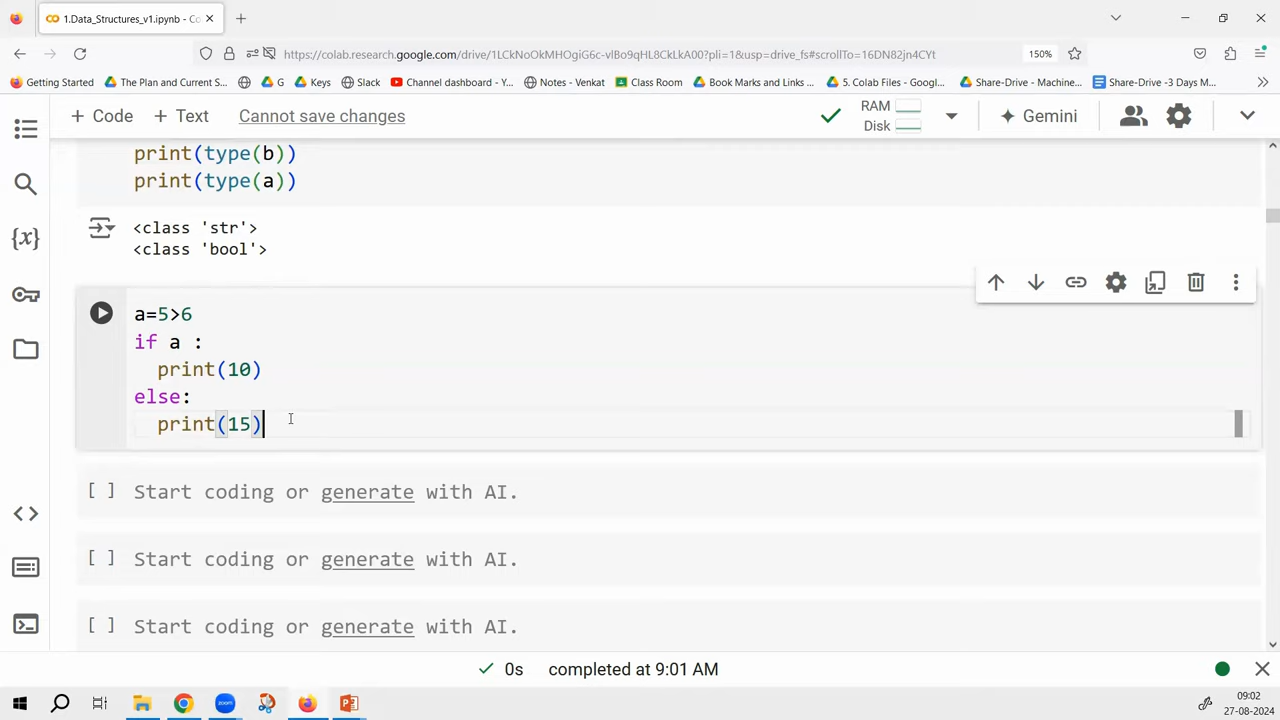 1.Data_Structures_v1.ipynb - Co
https://colab.research.google.com/drive/1LCkNoOkMHOgiG6c-vlBo9qHL8CkLkA00?pli=1&usp=drive_fs#scrollTo=16DN82jn4CYt
150%
Getting Started
The Plan and Current S...
G
Keys
Slack
Channel dashboard - Y...
Notes - Venkat
Class Room
Book Marks and Links ...
5. Colab Files - Googl...
Share-Drive - Machine...
Share-Drive -3 Days M...
+ Code + Text Cannot save changes
RAM
Disk
Gemini
print(type(b))
print(type(a))
<class 'str'>
<class 'bool'>
a=5>6
if a :
print(10)
else:
print(15)
[ ] Start coding or generate with AI.
[ ] Start coding or generate with AI.
[ ] Start coding or generate with AI.
0s completed at 9:01 AM
zoom
09:02
27-08-2024